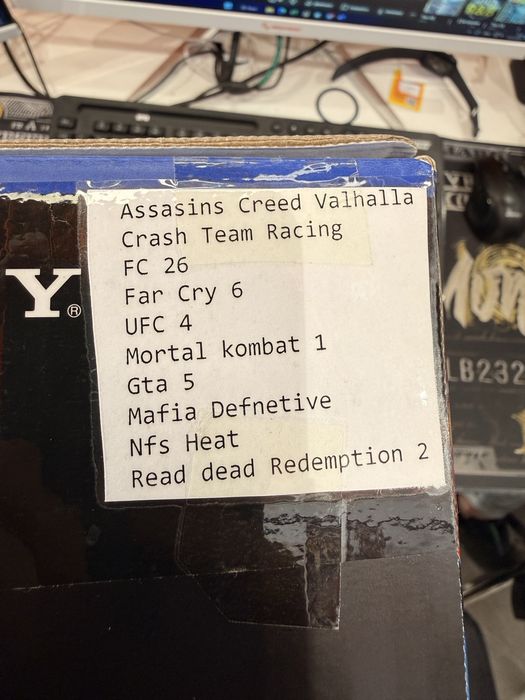 Assasins Creed Valhalla
Crash Team Racing
FC 26
Far Cry 6
UFC 4
Mortal kombat 1
Gta 5
Mafia Defnetive
Nfs Heat
Read dead Redemption 2
Y®
LB232